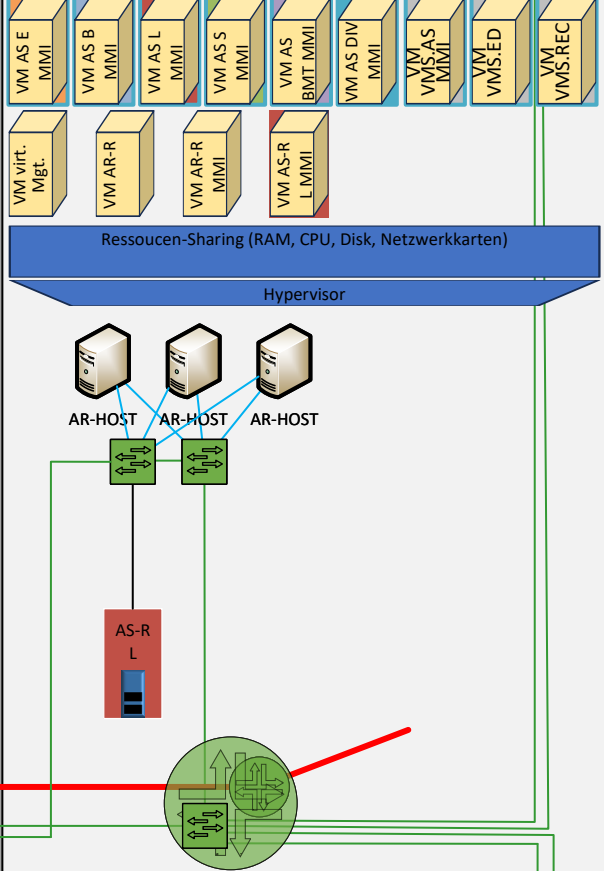 VM AS E
MMI
VM AS B
MMI
VM AS L
MMI
VM AS S
MMI
VM AS
BMT MMI
VM AS DIV
MMI
VM
VMS.AS
MMI
VM
VMS.ED
VM
VMS.REC
VM virt.
Mgt.
VM AR-R
VM AR-R
MMI
VM AS-R
L MMI
Ressoucen-Sharing (RAM, CPU, Disk, Netzwerkkarten)
Hypervisor
AR-HOST
AR-HOST
AR-HOST
AS-R
L